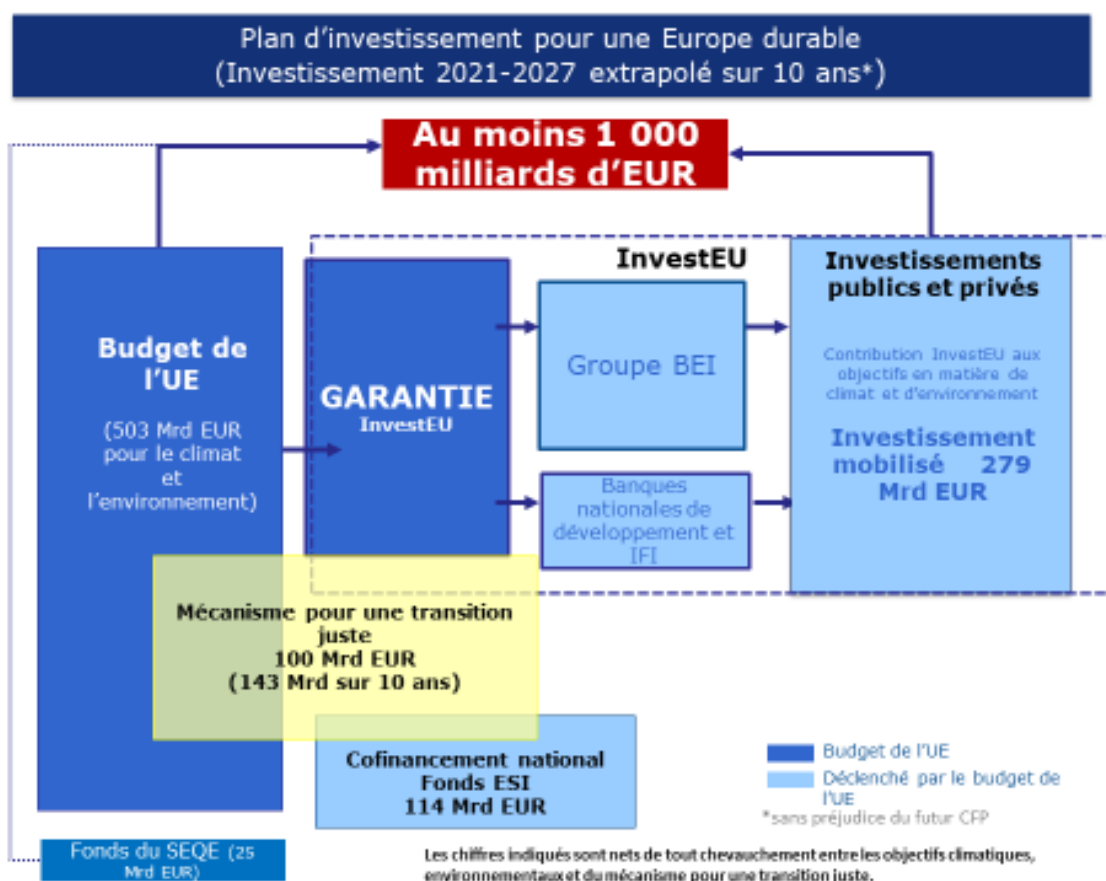 Plan d’investissement pour une Europe durable
(Investissement 2021-2027 extrapolé sur 10 ans*)
Au moins 1 000
milliards d’EUR
Budget de
l’UE
(503 Mrd EUR
pour le climat
et
l’environnement)
GARANTIE
InvestEU
InvestEU
Groupe BEI
Banques
nationales de
développement et
IFI
Investissements
publics et privés
Contribution InvestEU aux
objectifs en matière de
climat et d'environnement
Investissement
mobilisé 279
Mrd EUR
Mécanisme pour une transition
juste
100 Mrd EUR
(143 Mrd sur 10 ans)
Cofinancement national
Fonds ESI
114 Mrd EUR
Budget de l’UE
Déclenché par le budget de
l’UE
*sans préjudice du futur CFP
Fonds du SEQE (25
Mrd EUR)
Les chiffres indiqués sont nets de tout chevauchement entre les objectifs climatiques,
environnementaux et du mécanisme pour une transition juste.